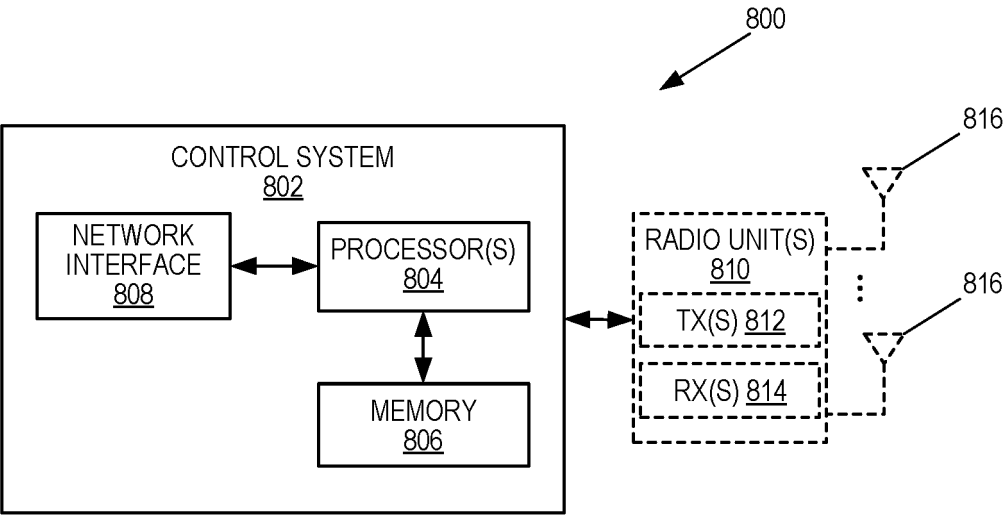 800
816
CONTROL SYSTEM
802
NETWORK
INTERFACE
808
PROCESSOR(S)
804
MEMORY
806
RADIO UNIT(S)
810
TX(S) 812
RX(S) 814
816